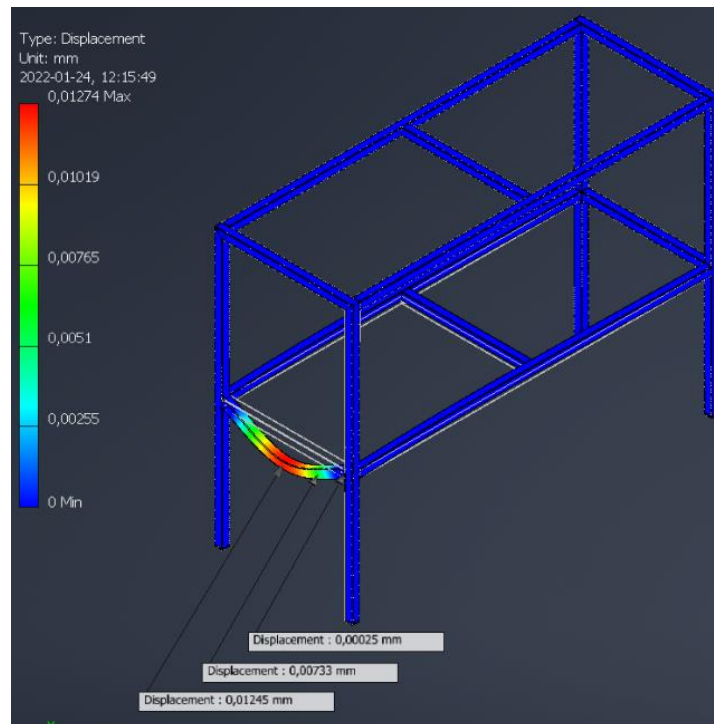 Type: Displacement
Unit: mm
2022-01-24, 12:15:49
0,01274 Max
0,01019
0,00765
0,0051
0,00255
0 Min
Displacement : 0,00025 mm
Displacement : 0,00733 mm
Displacement : 0,01245 mm